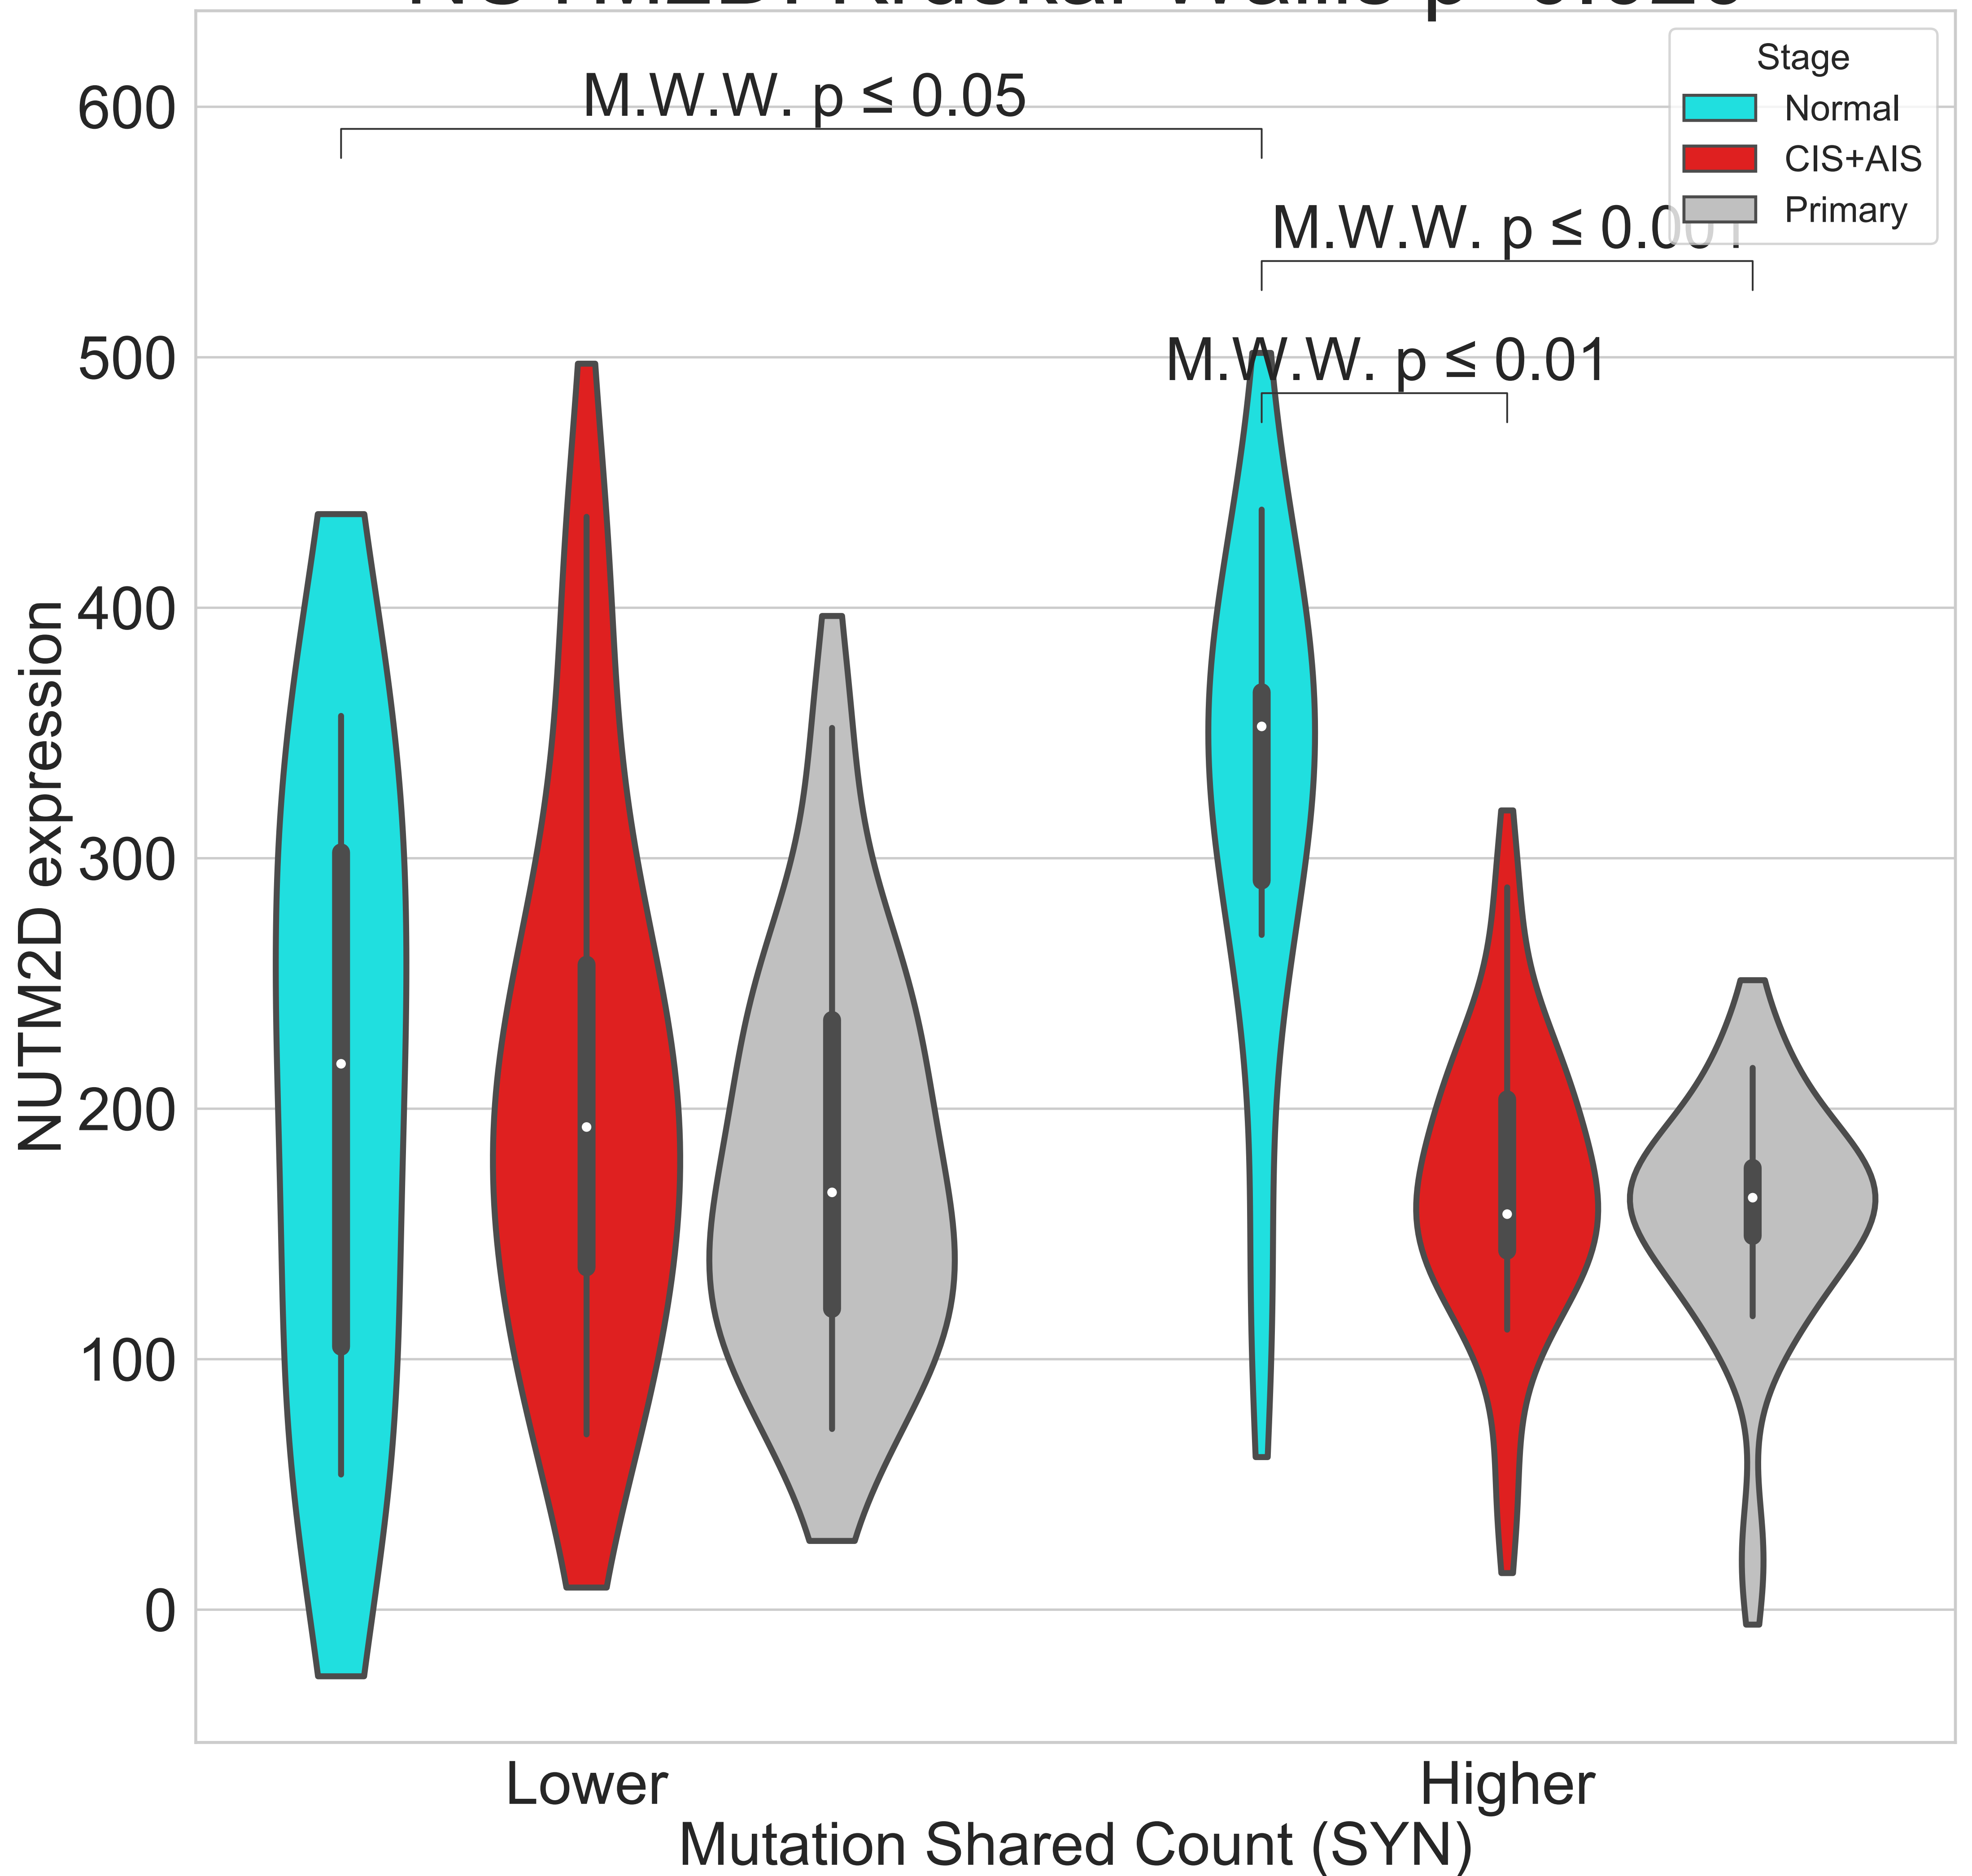 Stage
Normal
CIS+AIS
Primary
M.W.W. p ≤ 0.05
M.W.W. p ≤ 0.001
M.W.W. p ≤ 0.01
600
500
400
300
200
100
0
NUTM2D expression
Lower
Higher
Mutation Shared Count (SYN)